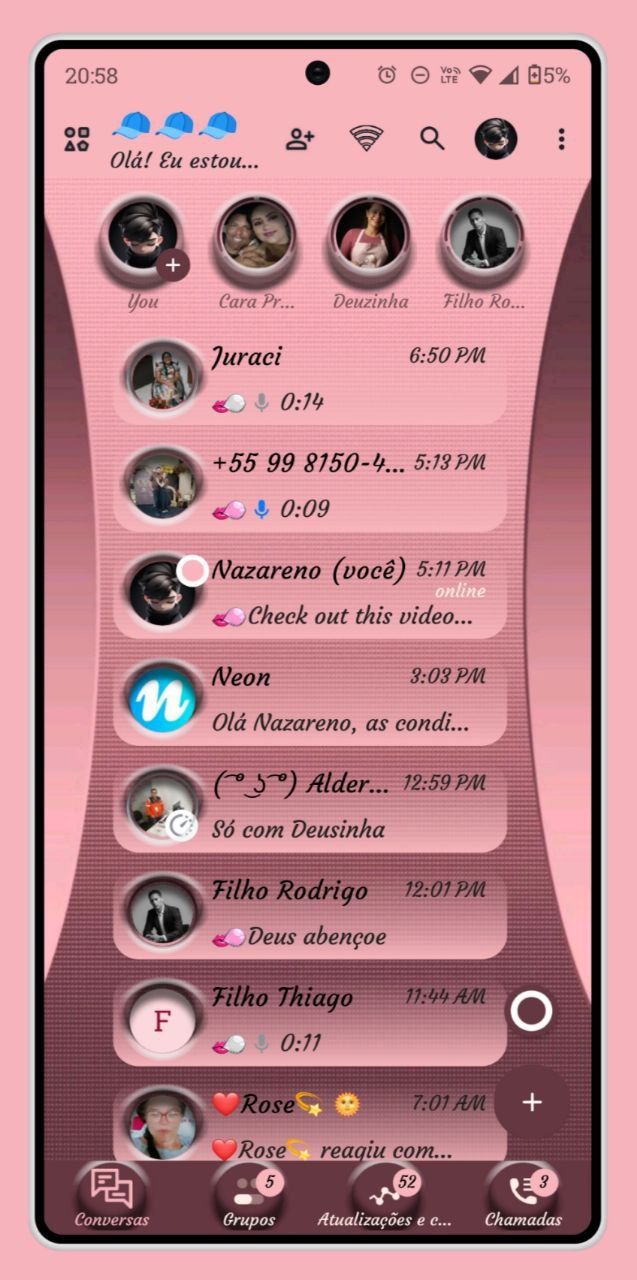 20:58
Vo LTE
5%
Olá! Eu estou...
You
Cara Pr...
Deuzinha
Filho Ro...
Juraci 6:50 PM
0:14
+55 99 8150-4... 5:13 PM
0:09
Nazareno (você) 5:11 PM
online
Check out this video...
n
Neon 3:03 PM
Olá Nazareno, as condi...
( ͡° ͜ʖ ͡°) Alder... 12:59 PM
Só com Deusinha
Filho Rodrigo 12:01 PM
Deus abençoe
F
Filho Thiago 11:44 AM
0:11
❤️Rose💫 🌞 7:01 AM
❤️Rose💫 reagiu com...
+
5 52 3
Conversas Grupos Atualizações e c... Chamadas